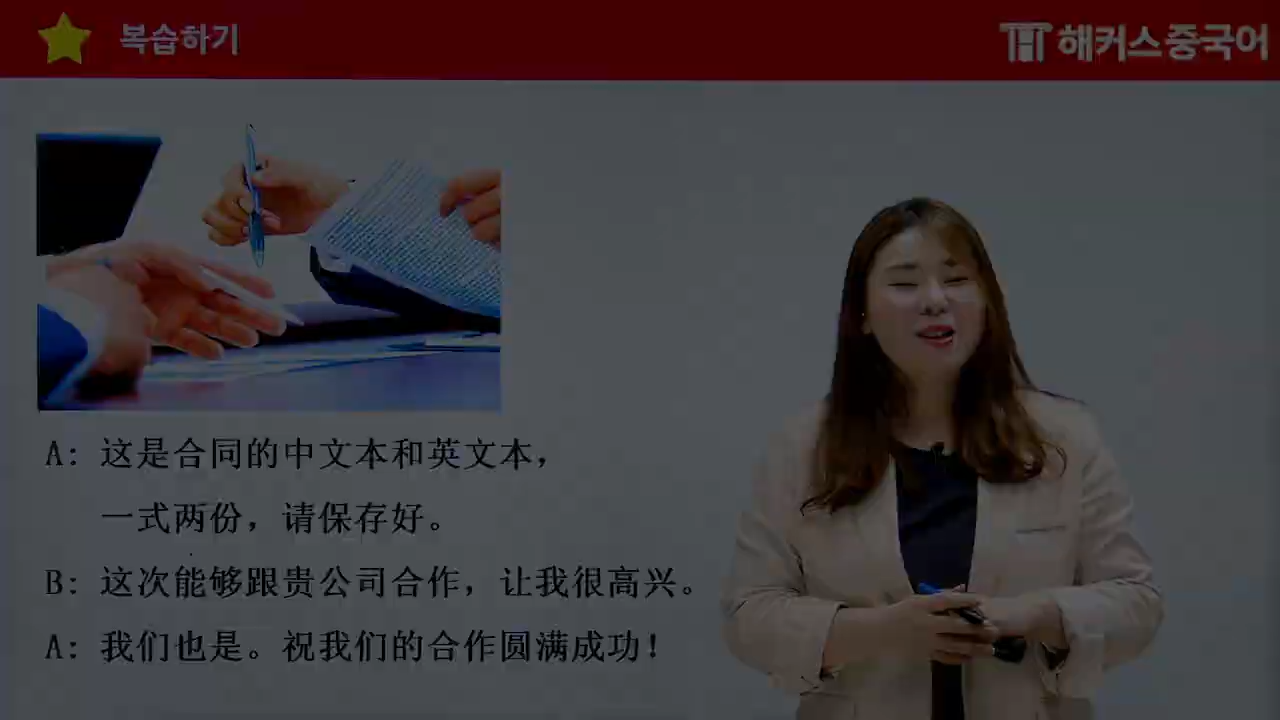 복습하기
해커스중국어
A: 这是合同的中文本和英文本，
一式两份，请保存好。
B: 这次能够跟贵公司合作，让我很高兴。
A: 我们也是。祝我们的合作圆满成功！